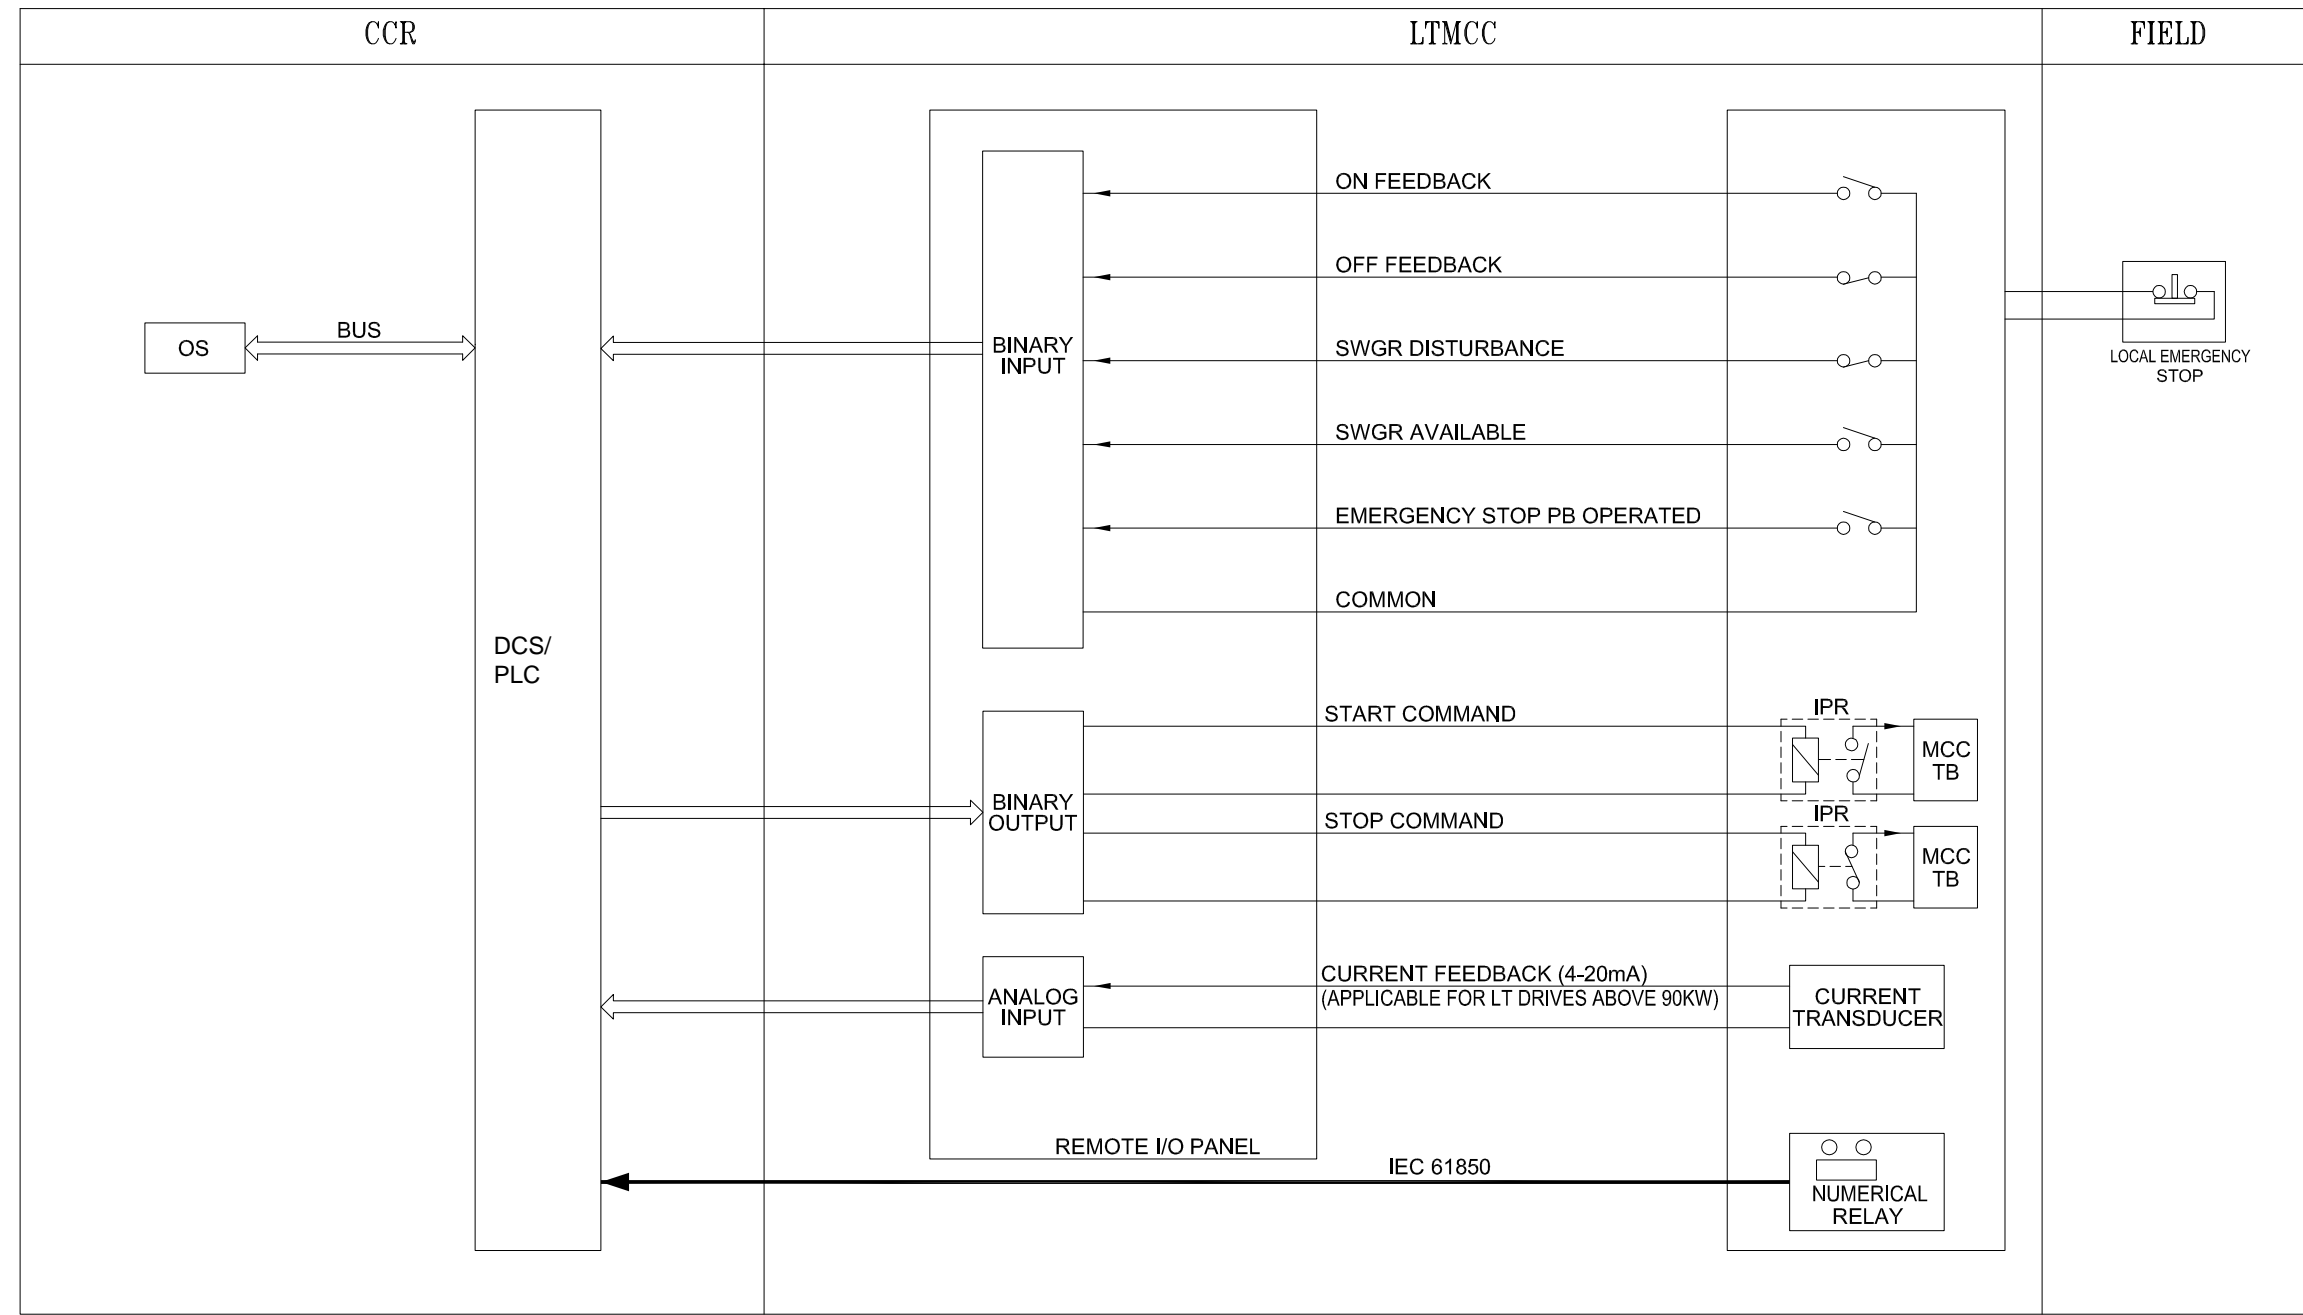 CCR
LTMCC
FIELD
ON FEEDBACK
OFF FEEDBACK
BUS
OS
BINARY
INPUT
SWGR DISTURBANCE
LOCAL EMERGENCY
STOP
SWGR AVAILABLE
EMERGENCY STOP PB OPERATED
COMMON
DCS/
PLC
START COMMAND
IPR
MCC
TB
BINARY
OUTPUT
STOP COMMAND
IPR
MCC
TB
ANALOG
INPUT
CURRENT FEEDBACK (4-20mA)
(APPLICABLE FOR LT DRIVES ABOVE 90KW)
CURRENT
TRANSDUCER
REMOTE I/O PANEL
IEC 61850
NUMERICAL
RELAY